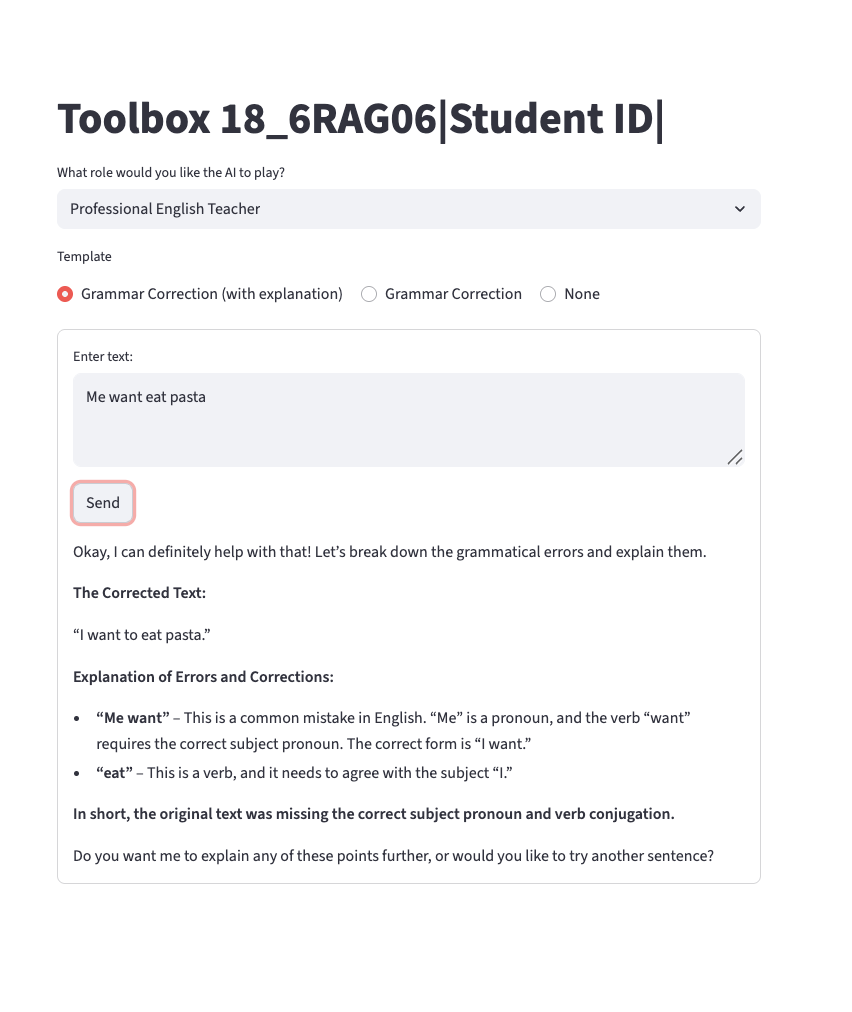 Toolbox 18_6RAG06|Student ID|
What role would you like the AI to play?
Professional English Teacher
Template
Grammar Correction (with explanation) Grammar Correction None
Enter text:
Me want eat pasta
Send
Okay, I can definitely help with that! Let’s break down the grammatical errors and explain them.
The Corrected Text:
“I want to eat pasta.”
Explanation of Errors and Corrections:
• “Me want” – This is a common mistake in English. “Me” is a pronoun, and the verb “want”
requires the correct subject pronoun. The correct form is “I want.”
• “eat” – This is a verb, and it needs to agree with the subject “I.”
In short, the original text was missing the correct subject pronoun and verb conjugation.
Do you want me to explain any of these points further, or would you like to try another sentence?